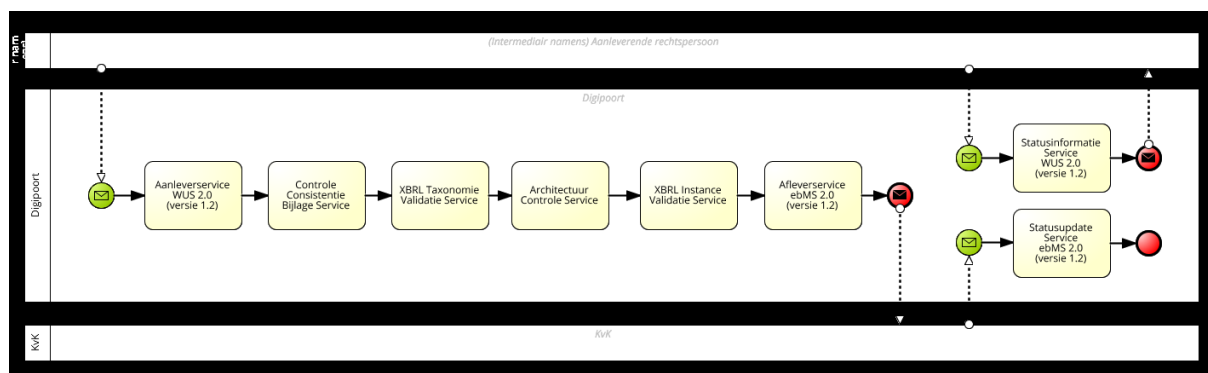 (Intermediair namens) Aanleverende rechtspersoon
Digipoort
Digipoort
Aanleverservice
WUS 2.0
(versie 1.2)
Controle
Consistentie
Bijlage Service
XBRL Taxonomie
Validatie Service
Architectuur
Controle Service
XBRL Instance
Validatie Service
Afleverservice
ebMS 2.0
(versie 1.2)
Statusinformatie
Service
WUS 2.0
(versie 1.2)
Statusupdate
Service
ebMS 2.0
(versie 1.2)
KvK
KvK